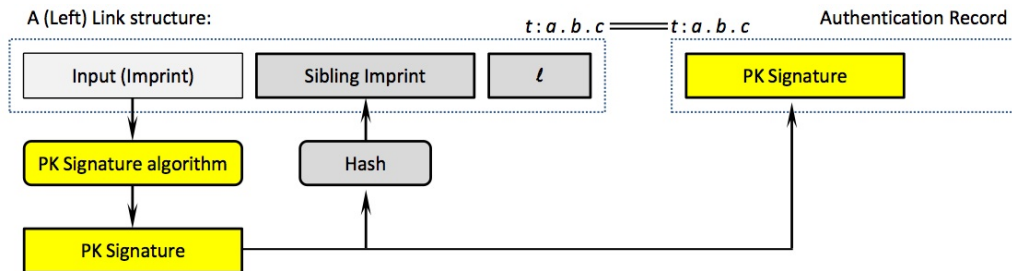 A (Left) Link structure:
t : a . b . c
t : a . b . c
Authentication Record
Input (Imprint)
Sibling Imprint
ℓ
PK Signature
PK Signature algorithm
Hash
PK Signature